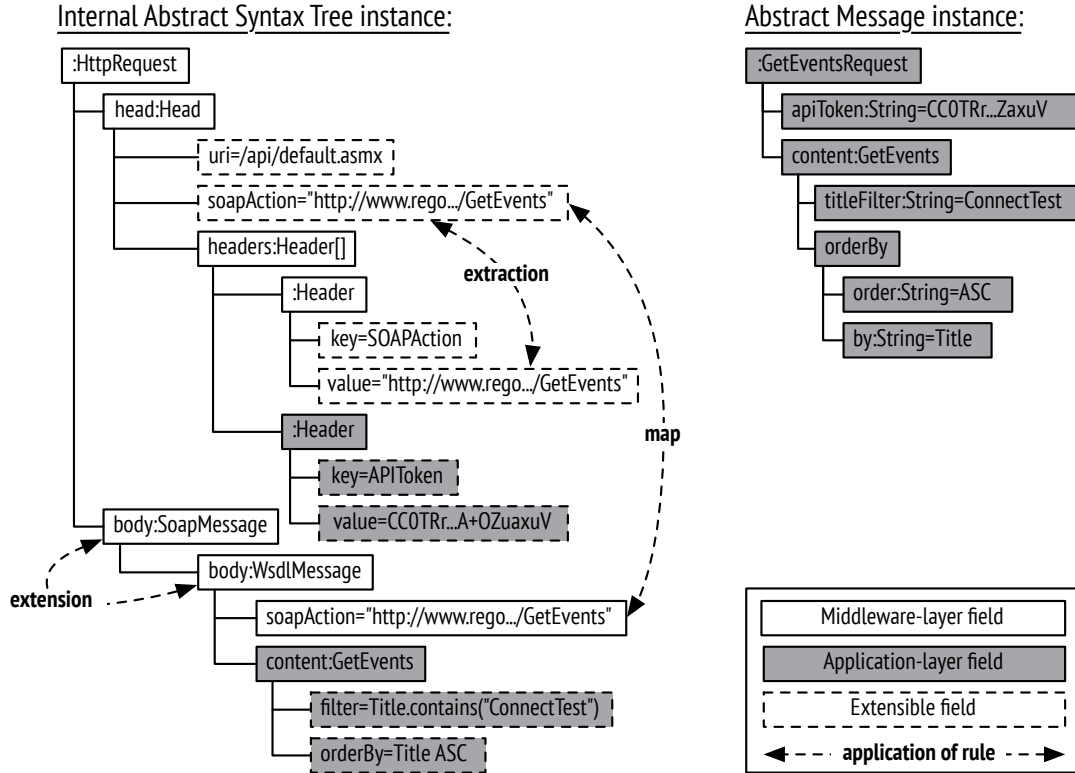 Internal Abstract Syntax Tree instance:
:HttpRequest
head:Head
uri=/api/default.asmx
soapAction="http://www.rego.../GetEvents"
headers:Header[]
extraction
:Header
key=SOAPAction
value="http://www.rego.../GetEvents"
map
:Header
key=APIToken
value=CC0TRr...A+OZuaxuV
body:SoapMessage
body:WsdlMessage
extension
soapAction="http://www.rego.../GetEvents"
content:GetEvents
filter=Title.contains("ConnectTest")
orderBy=Title ASC
Abstract Message instance:
:GetEventsRequest
apiToken:String=CC0TRr...ZaxuV
content:GetEvents
titleFilter:String=ConnectTest
orderBy
order:String=ASC
by:String=Title
Middleware-layer field
Application-layer field
Extensible field
application of rule